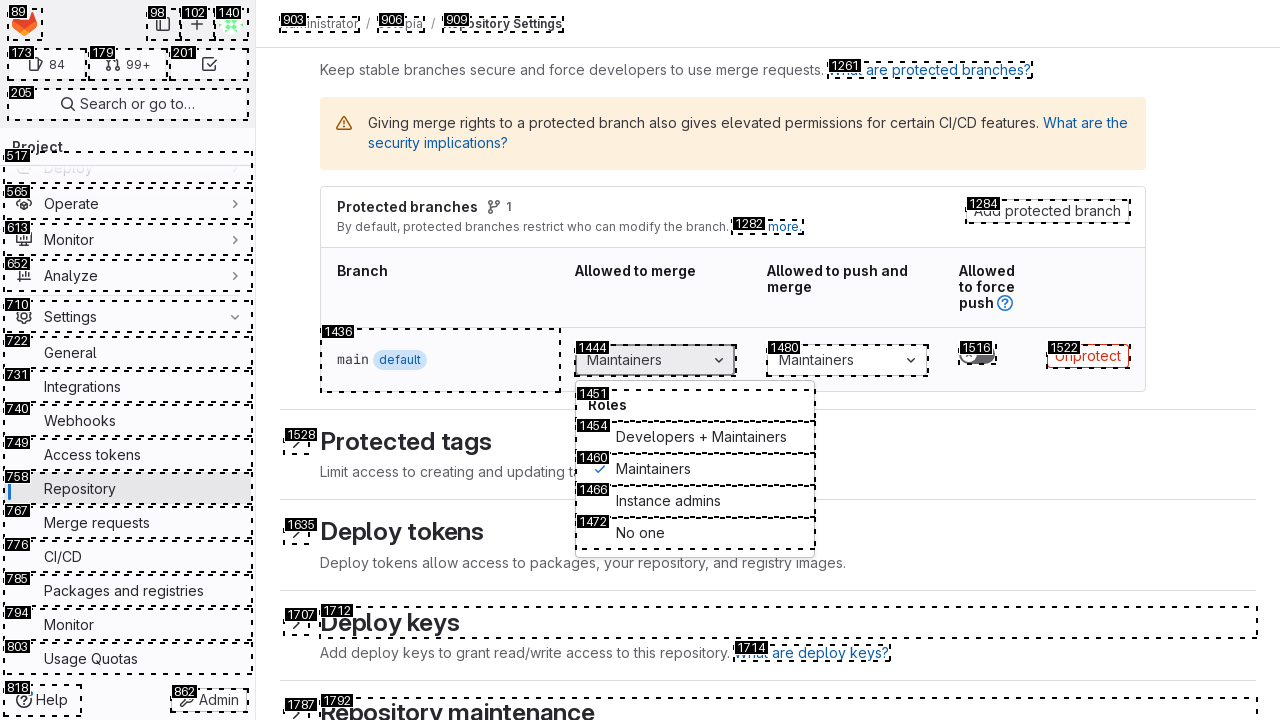 89
98
102
140
903
/
906
/
909
Repository Settings
173
84
179
99+
201
205
Search or go to…
Project
517
Deploy
565
Operate
613
Monitor
652
Analyze
710
Settings
722
General
731
Integrations
740
Webhooks
749
Access tokens
758
Repository
767
Merge requests
776
CI/CD
785
Packages and registries
794
Monitor
803
Usage Quotas
818
Help
862
Admin
Keep stable branches secure and force developers to use merge requests.
1261
What are protected branches?
Giving merge rights to a protected branch also gives elevated permissions for certain CI/CD features. What are the
security implications?
Protected branches
1
1284
Add protected branch
By default, protected branches restrict who can modify the branch.
1282
more.
Branch
Allowed to merge
Allowed to push and
merge
Allowed
to force
push
1436
main default
1444
Maintainers
1480
Maintainers
1516
1522
Unprotect
1451
Roles
1454
Developers + Maintainers
1460
Maintainers
1466
Instance admins
1472
No one
1528
Protected tags
Limit access to creating and updating
1635
Deploy tokens
Deploy tokens allow access to packages, your repository, and registry images.
1707
1712
Deploy keys
Add deploy keys to grant read/write access to this repository.
1714
What are deploy keys?
1787
1792
Repository maintenance